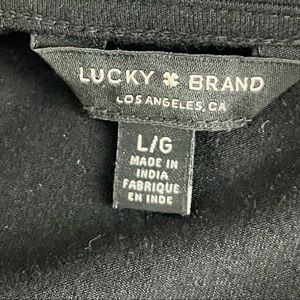 LUCKY BRAND
LOS ANGELES, CA
L/G
MADE IN
INDIA
FABRIQUE
EN INDE